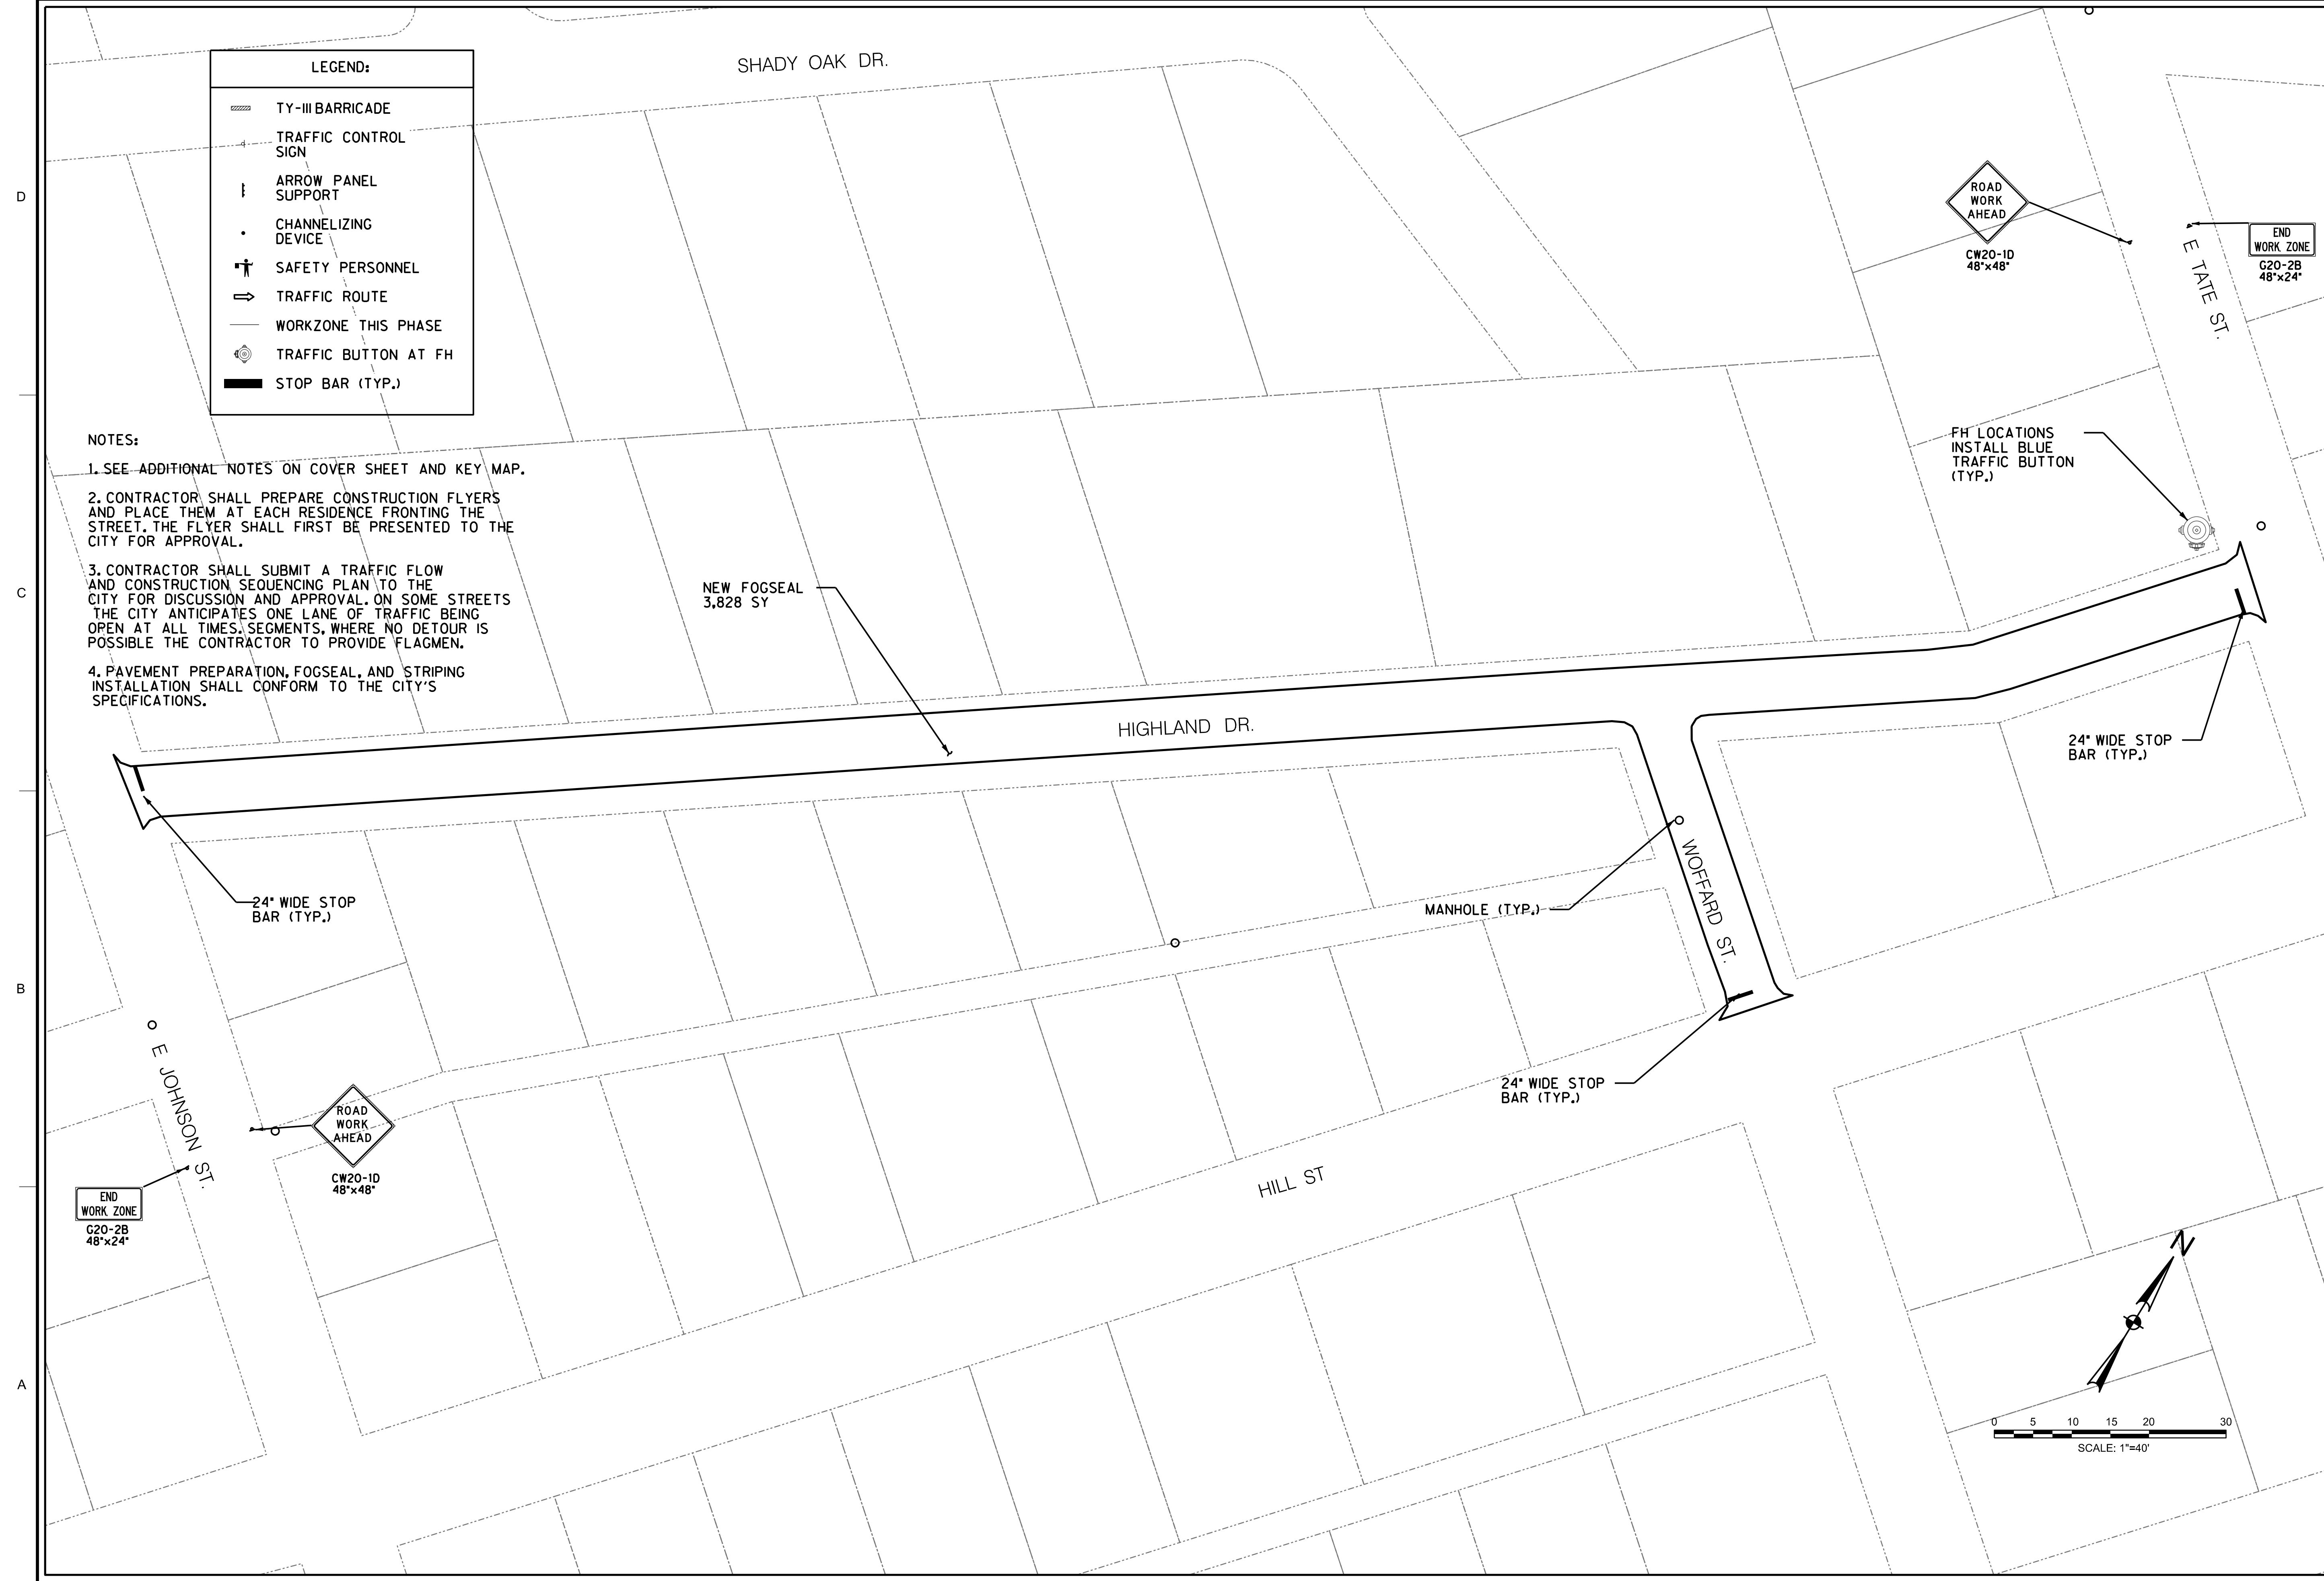 SHADY OAK DR.
LEGEND:
TY-III BARRICADE
TRAFFIC CONTROL
SIGN
ARROW PANEL
SUPPORT
CHANNELIZING
DEVICE
SAFETY PERSONNEL
TRAFFIC ROUTE
WORKZONE THIS PHASE
TRAFFIC BUTTON AT FH
STOP BAR (TYP.)
D
ROAD
WORK
AHEAD
CW20-1D
48"x48"
END
WORK ZONE
G20-2B
48"x24"
E TATE ST.
NOTES:
1. SEE ADDITIONAL NOTES ON COVER SHEET AND KEY MAP.
2. CONTRACTOR SHALL PREPARE CONSTRUCTION FLYERS
AND PLACE THEM AT EACH RESIDENCE FRONTING THE
STREET. THE FLYER SHALL FIRST BE PRESENTED TO THE
CITY FOR APPROVAL.
3. CONTRACTOR SHALL SUBMIT A TRAFFIC FLOW
AND CONSTRUCTION SEQUENCING PLAN TO THE
CITY FOR DISCUSSION AND APPROVAL. ON SOME STREETS
THE CITY ANTICIPATES ONE LANE OF TRAFFIC BEING
OPEN AT ALL TIMES. SEGMENTS, WHERE NO DETOUR IS
POSSIBLE THE CONTRACTOR TO PROVIDE FLAGMEN.
4. PAVEMENT PREPARATION, FOGSEAL, AND STRIPING
INSTALLATION SHALL CONFORM TO THE CITY'S
SPECIFICATIONS.
FH LOCATIONS
INSTALL BLUE
TRAFFIC BUTTON
(TYP.)
C
NEW FOGSEAL
3,828 SY
HIGHLAND DR.
24" WIDE STOP
BAR (TYP.)
24" WIDE STOP
BAR (TYP.)
MANHOLE (TYP.)
WOFFARD ST.
B
24" WIDE STOP
BAR (TYP.)
E JOHNSON ST.
ROAD
WORK
AHEAD
CW20-1D
48"x48"
END
WORK ZONE
G20-2B
48"x24"
HILL ST
N
A
0 5 10 15 20 30
SCALE: 1"=40'